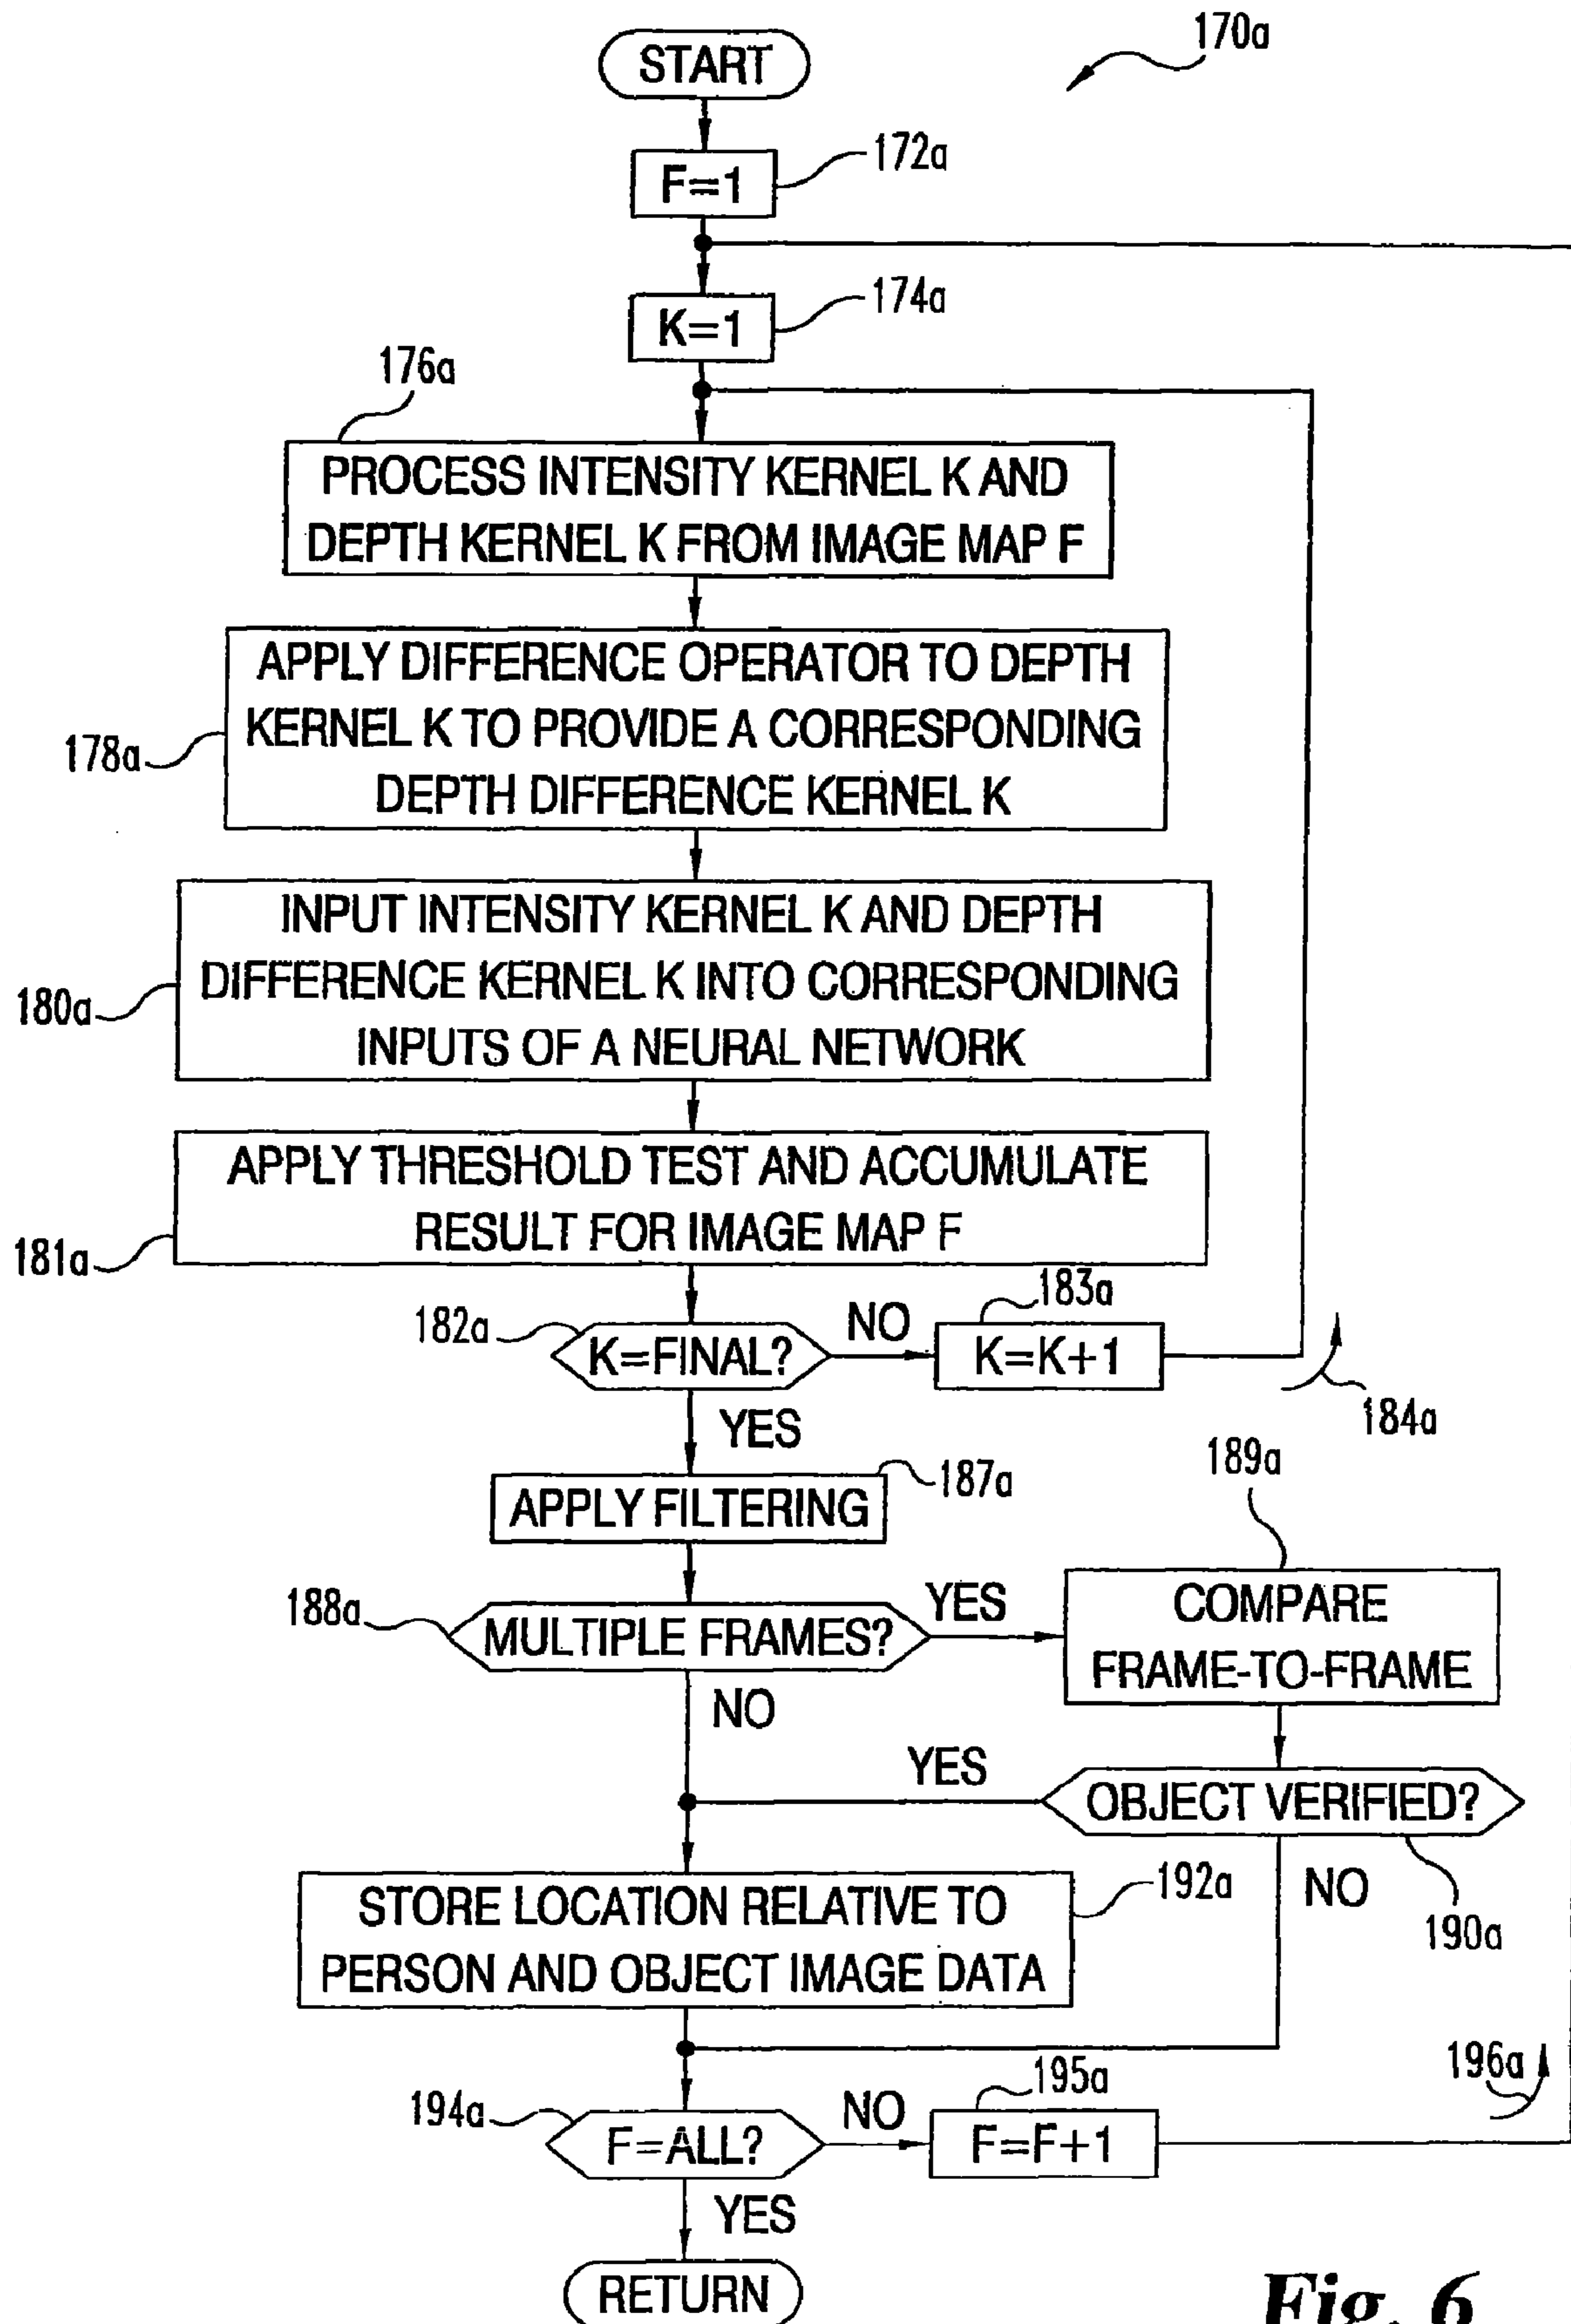 170a
START
172a
F=1
174a
K=1
176a
PROCESS INTENSITY KERNEL K AND
DEPTH KERNEL K FROM IMAGE MAP F
178a
APPLY DIFFERENCE OPERATOR TO DEPTH
KERNEL K TO PROVIDE A CORRESPONDING
DEPTH DIFFERENCE KERNEL K
180a
INPUT INTENSITY KERNEL K AND DEPTH
DIFFERENCE KERNEL K INTO CORRESPONDING
INPUTS OF A NEURAL NETWORK
181a
APPLY THRESHOLD TEST AND ACCUMULATE
RESULT FOR IMAGE MAP F
182a
K=FINAL?
NO
183a
K=K+1
184a
YES
187a
APPLY FILTERING
188a
MULTIPLE FRAMES?
YES
189a
COMPARE
FRAME-TO-FRAME
NO
YES
OBJECT VERIFIED?
190a
NO
192a
STORE LOCATION RELATIVE TO
PERSON AND OBJECT IMAGE DATA
194a
F=ALL?
NO
195a
F=F+1
196a
YES
RETURN
Fig. 6